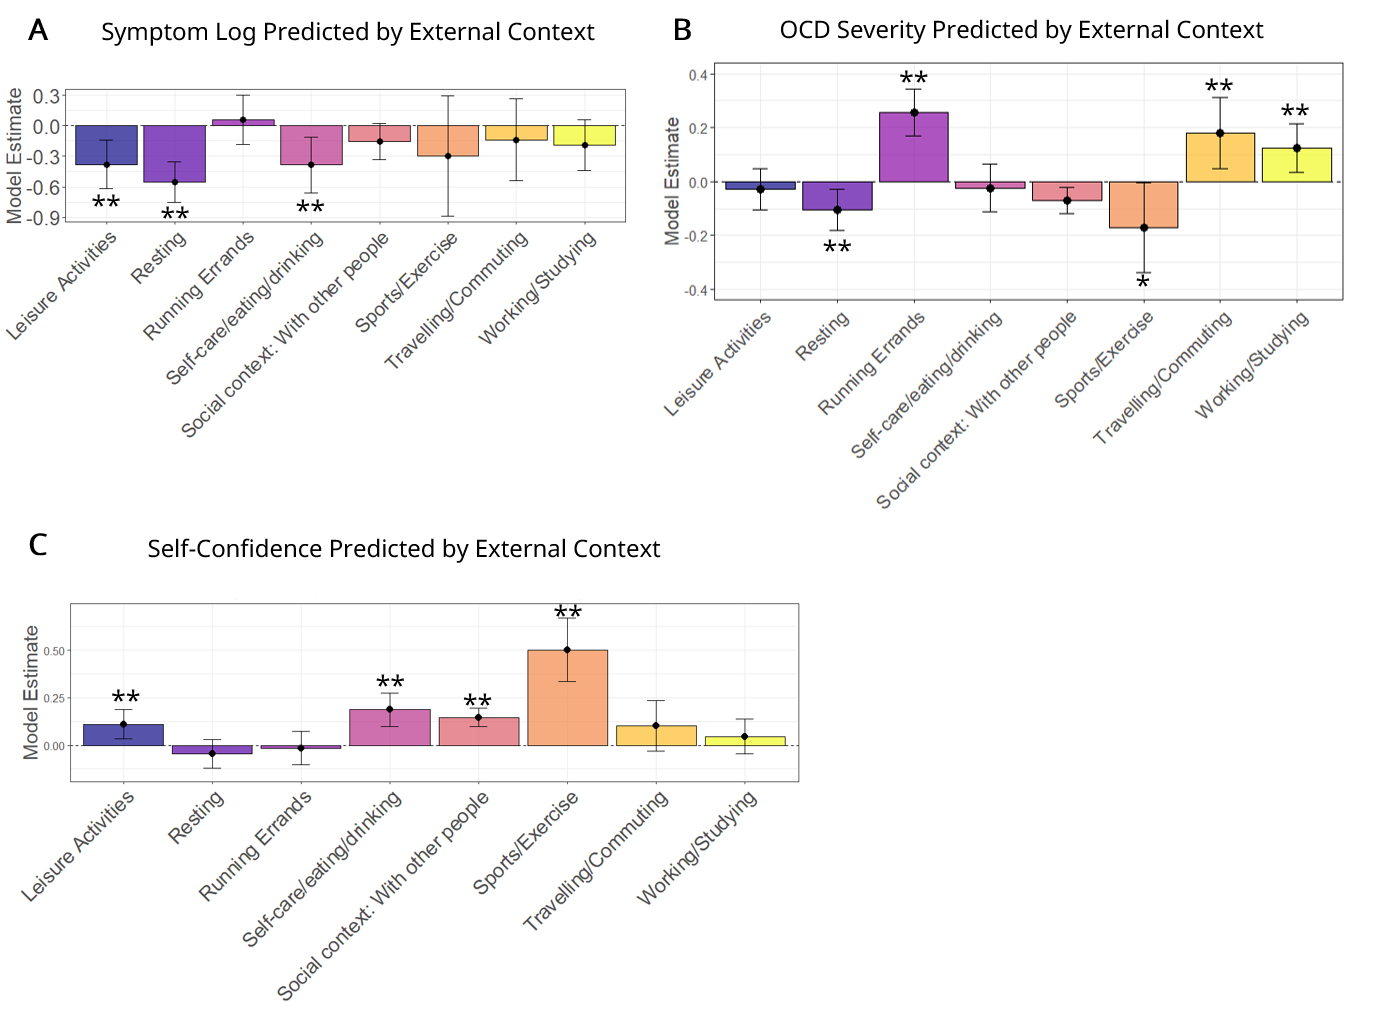 A
Symptom Log Predicted by External Context
Model Estimate
0.3
0.0
-0.3
-0.6
-0.9
**
**
**
Leisure Activities
Resting
Running Errands
Self-care/eating/drinking
Social context: With other people
Sports/Exercise
Travelling/Commuting
Working/Studying
B
OCD Severity Predicted by External Context
Model Estimate
0.4
0.2
0.0
-0.2
-0.4
**
**
*
**
**
Leisure Activities
Resting
Running Errands
Self-care/eating/drinking
Social context: With other people
Sports/Exercise
Travelling/Commuting
Working/Studying
C
Self-Confidence Predicted by External Context
Model Estimate
0.50
0.25
0.00
**
**
**
**
Leisure Activities
Resting
Running Errands
Self-care/eating/drinking
Social context: With other people
Sports/Exercise
Travelling/Commuting
Working/Studying